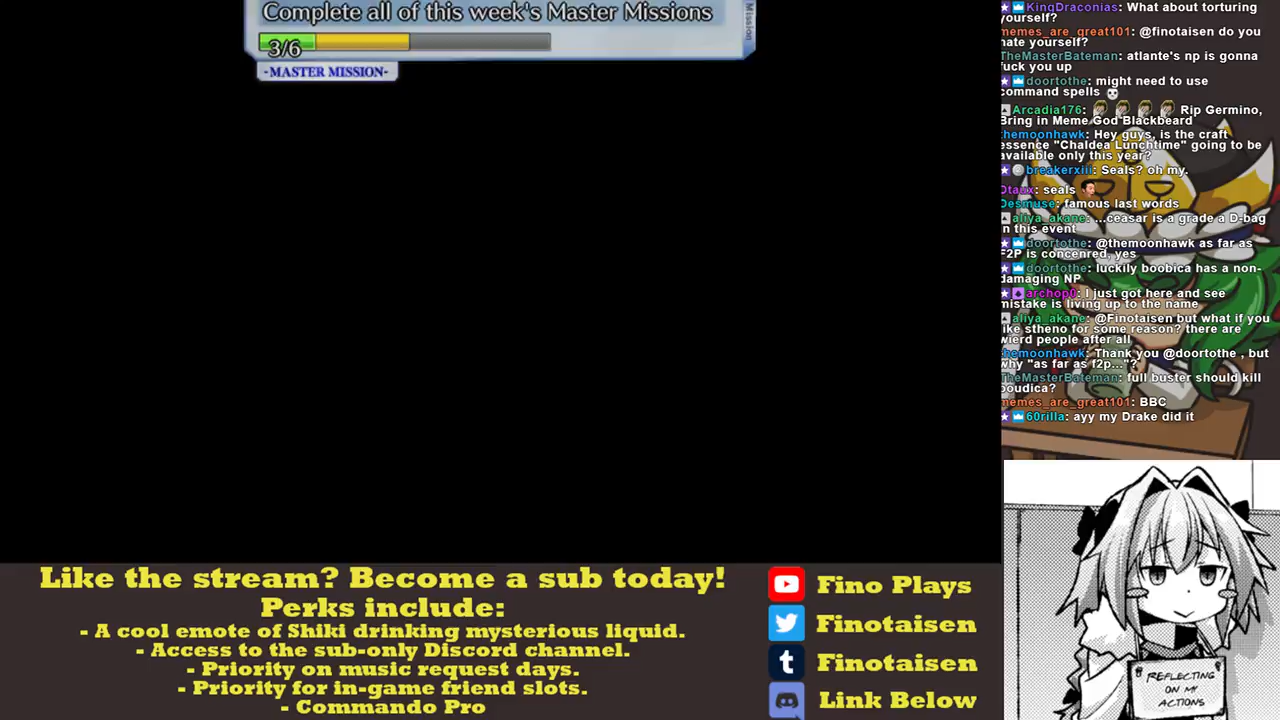 Complete all of this week's Master Missions
Mission
3/6
-MASTER MISSION-
KingDraconias: What about torturing
yourself?
memes_are_great101: @finotaisen do you
hate yourself?
TheMasterBateman: atlante's np is gonna
fuck you up
doortothe: might need to use
command spells
Arcadia176: Rip Germino,
Bring in Meme God Blackbeard
themoonhawk: Hey guys, is the craft
essence "Chaldea Lunchtime" going to be
available only this year?
breakerxiii: Seals? oh my.
Dtaux: seals
Desmuse: famous last words
aliya_akane: ...ceasar is a grade a D-bag
in this event
doortothe: @themoonhawk as far as
F2P is concenred, yes
doortothe: luckily boobica has a non-
damaging NP
archop0: I just got here and see
mistake is living up to the name
aliya_akane: @Finotaisen but what if you
like stheno for some reason? there are
wierd people after all
themoonhawk: Thank you @doortothe , but
why "as far as f2p..."?
TheMasterBateman: full buster should kill
boudica?
memes_are_great101: BBC
60rilla: ayy my Drake did it
Like the stream? Become a sub today!
Perks include:
- A cool emote of Shiki drinking mysterious liquid.
- Access to the sub-only Discord channel.
- Priority on music request days.
- Priority for in-game friend slots.
- Commando Pro
Fino Plays
Finotaisen
Finotaisen
Link Below
REFLECTING
ON MY
ACTIONS